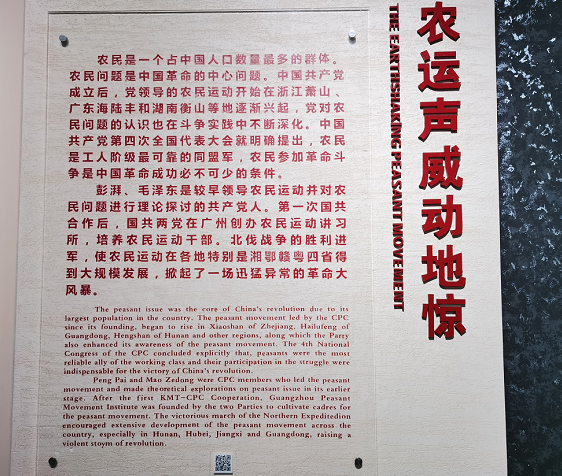 农运声威动地惊
THE EARTHSHAKING PEASANT MOVEMENT
农民是一个占中国人口数量最多的群体。
农民问题是中国革命的中心问题。中国共产党
成立后，党领导的农民运动开始在浙江萧山、
广东海陆丰和湖南衡山等地逐渐兴起，党对农
民问题的认识也在斗争实践中不断深化。中国
共产党第四次全国代表大会就明确提出，农民
是工人阶级最可靠的同盟军，农民参加革命斗
争是中国革命成功必不可少的条件。
彭湃、毛泽东是较早领导农民运动并对农
民问题进行理论探讨的共产党人。第一次国共
合作后，国共两党在广州创办农民运动讲习
所，培养农民运动干部。北伐战争的胜利进
军，使农民运动在各地特别是湘鄂赣粤四省得
到大规模发展，掀起了一场迅猛异常的革命大
风暴。
The peasant issue was the core of China's revolution due to its
largest population in the country. The peasant movement led by the CPC
since its founding, began to rise in Xiaoshan of Zhejiang, Hailufeng of
Guangdong, Hengshan of Hunan and other regions, along which the Party
also enhanced its awareness of the peasant movement. The 4th National
Congress of the CPC concluded explicitly that, peasants were the most
reliable ally of the working class and their participation in the struggle were
indispensable for the victory of China's revolution.
Peng Pai and Mao Zedong were CPC members who led the peasant
movement and made theoretical explorations on peasant issue in its earlier
stage. After the first KMT-CPC Cooperation, Guangzhou Peasant
Movement Institute was founded by the two Parties to cultivate cadres for
the peasant movement. The victorious march of the Northern Expeditedion
encouraged extensive development of the peasant movement across the
country, especially in Hunan, Hubei, Jiangxi and Guangdong, raising a
violent stoym of revolution.